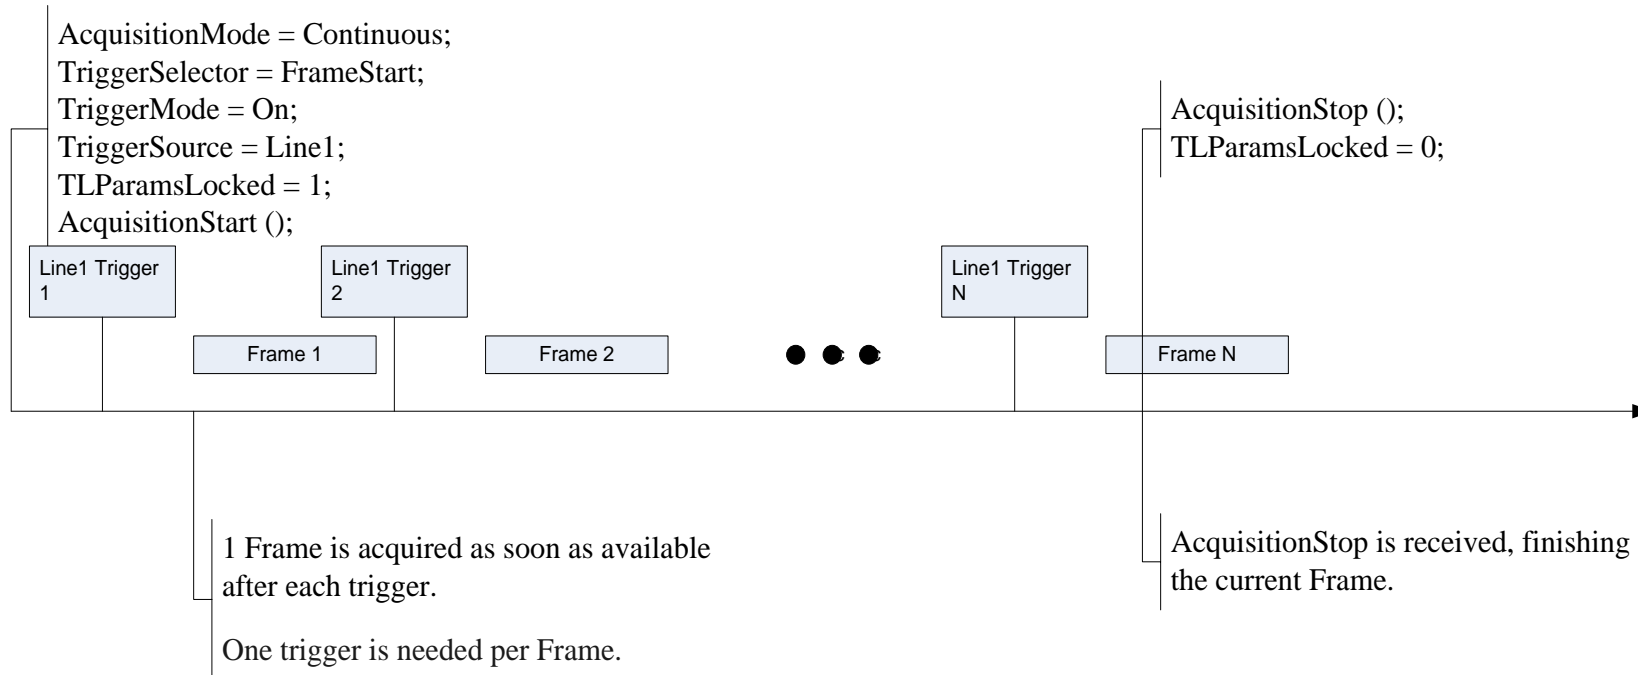 AcquisitionMode = Continuous;
TriggerSelector = FrameStart;
TriggerMode = On;
TriggerSource = Line1;
TLParamsLocked = 1;
AcquisitionStart ();
AcquisitionStop ();
TLParamsLocked = 0;
Line1 Trigger
1
Line1 Trigger
2
Line1 Trigger
N
Frame 1
Frame 2
Frame N
1 Frame is acquired as soon as available
after each trigger.
One trigger is needed per Frame.
AcquisitionStop is received, finishing
the current Frame.